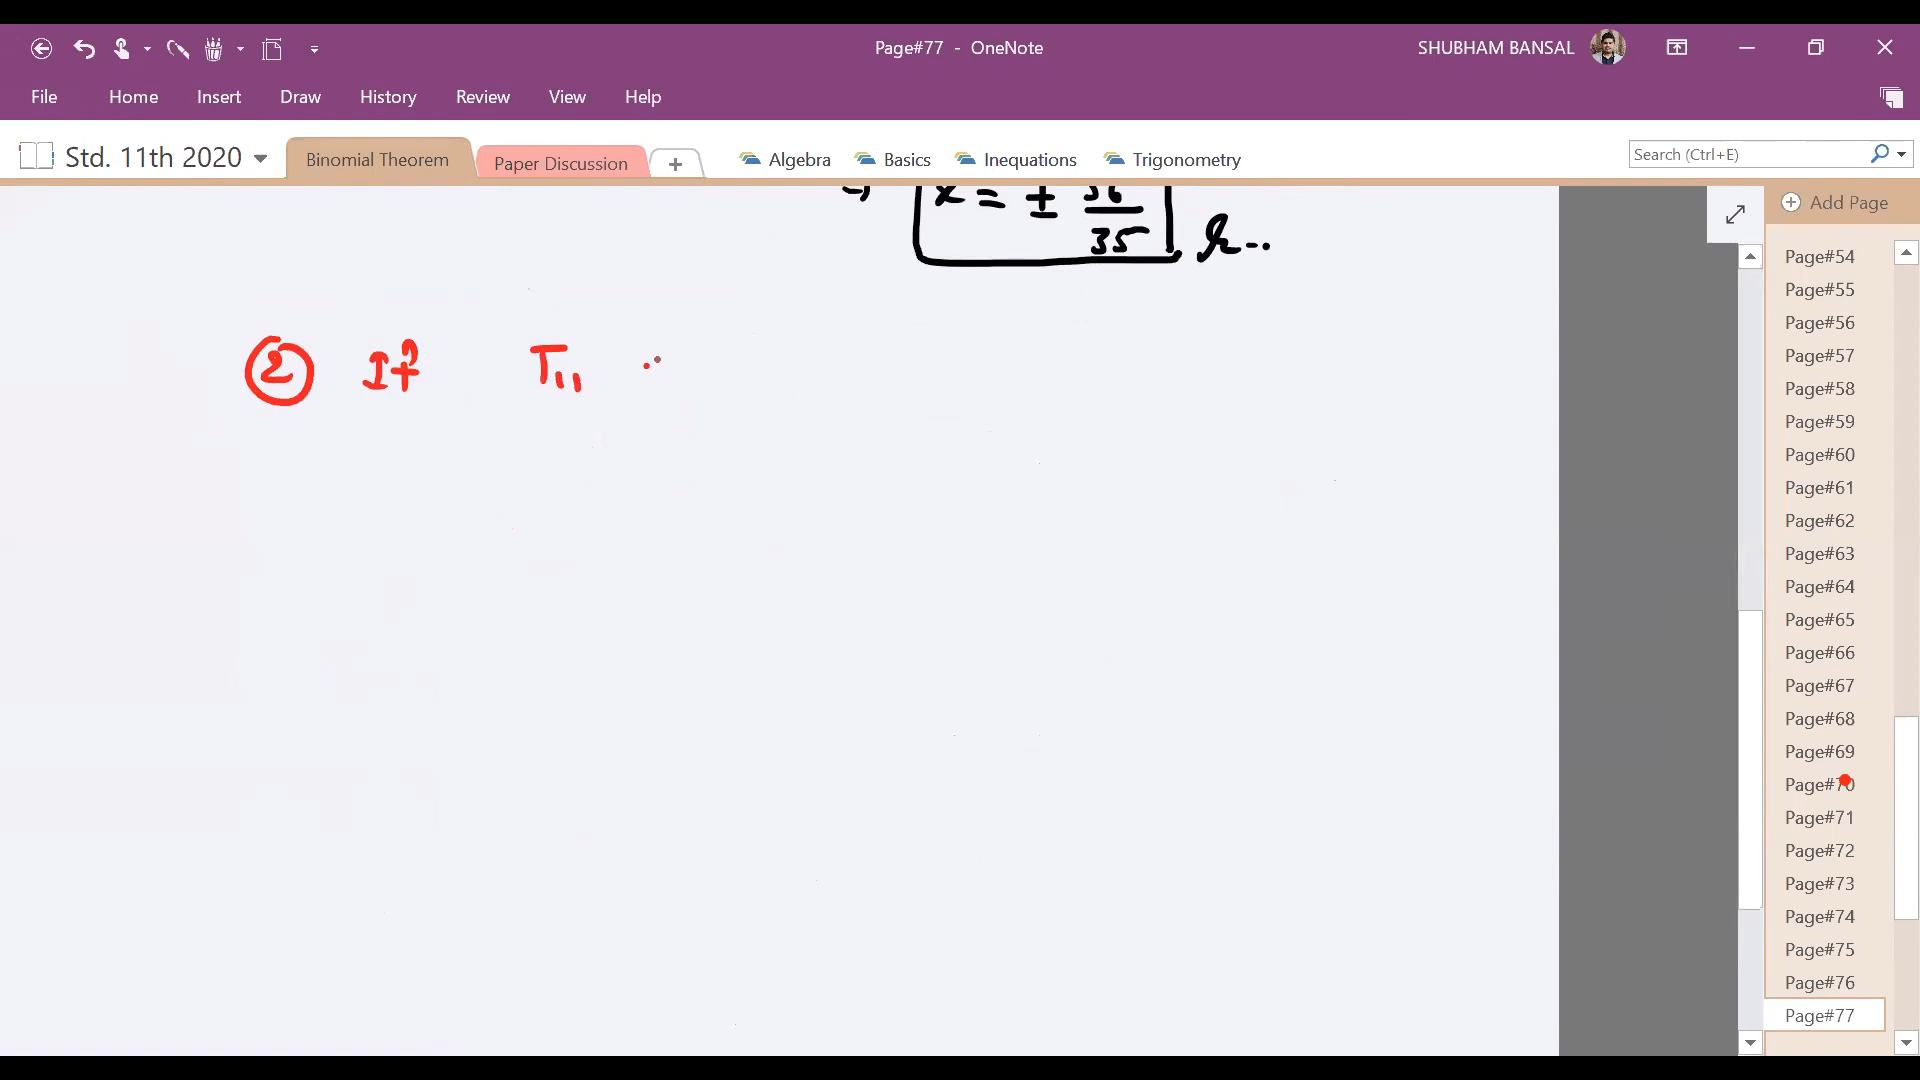 Page#77 - OneNote
SHUBHAM BANSAL
File Home Insert Draw History Review View Help
Std. 11th 2020
Binomial Theorem
Paper Discussion
Algebra
Basics
Inequations
Trigonometry
Search (Ctrl+E)
Add Page
x = ± 36/35
② If T₁₁
Page#54
Page#55
Page#56
Page#57
Page#58
Page#59
Page#60
Page#61
Page#62
Page#63
Page#64
Page#65
Page#66
Page#67
Page#68
Page#69
Page#70
Page#71
Page#72
Page#73
Page#74
Page#75
Page#76
Page#77